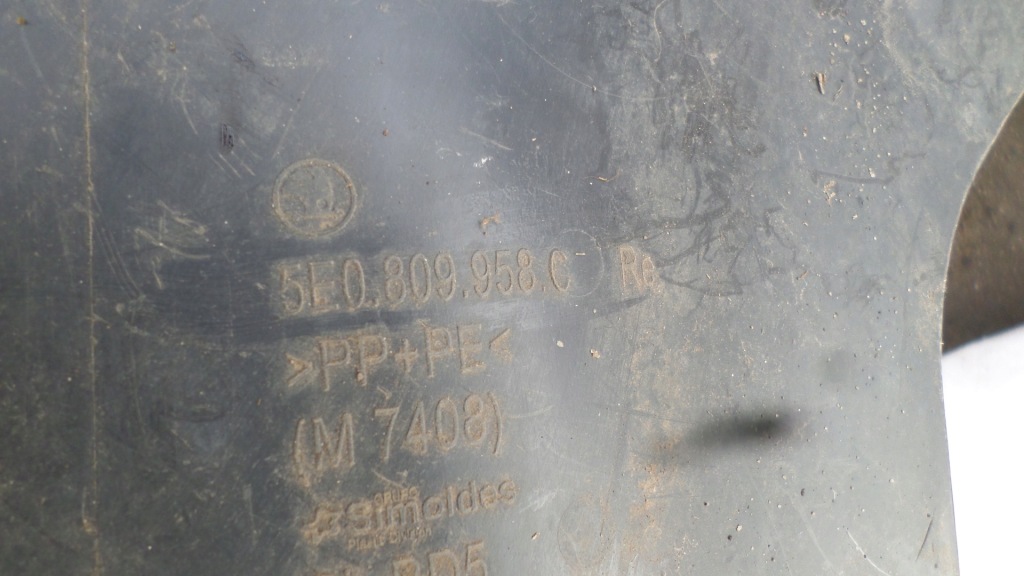 5E0.809.958.C Re
>PP+PE<
(M 7408)
Simoldes